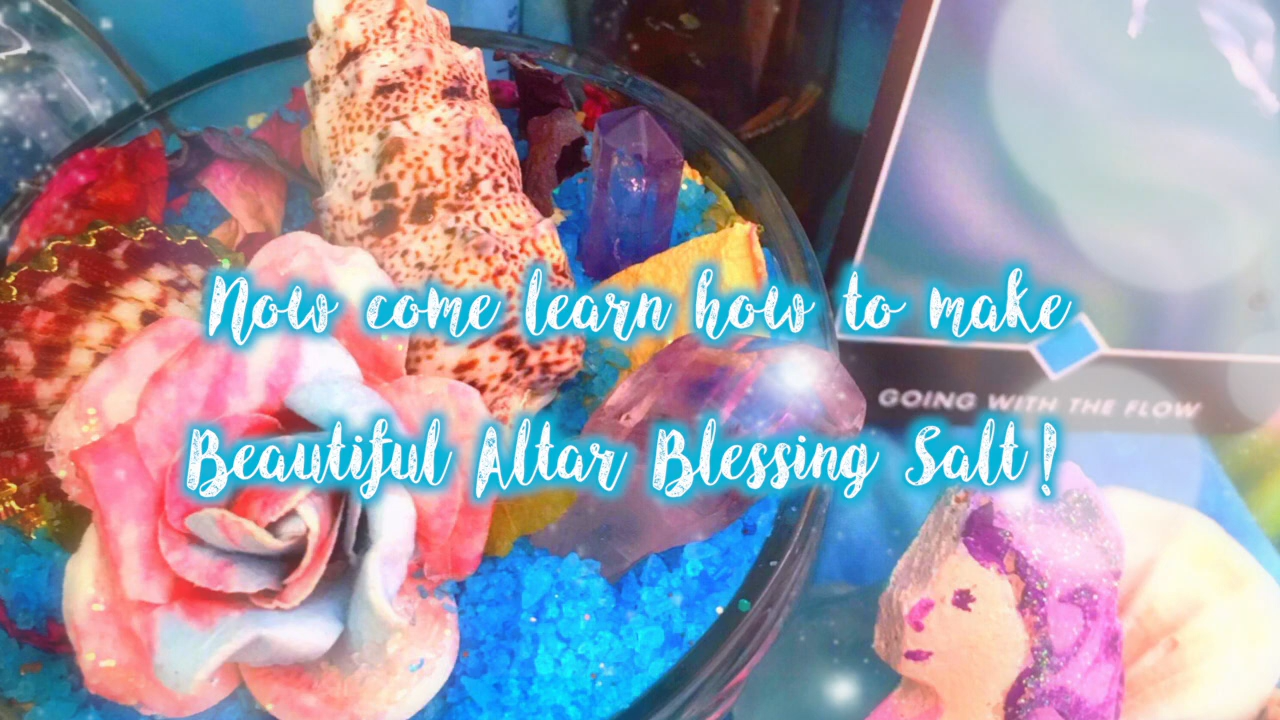 Now come learn how to make
GOING WITH THE FLOW
Beautiful Altar Blessing Salt!